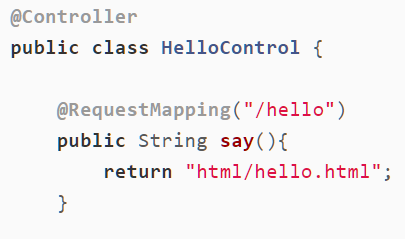 @Controller
public class HelloControl {
@RequestMapping("/hello")
public String say(){
return "html/hello.html";
}